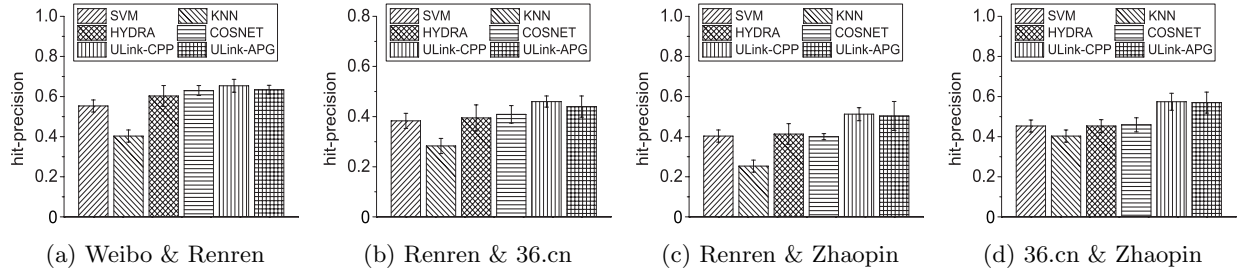 1.0
0.8
0.6
0.4
0.2
0
hit-precision
SVM KNN
HYDRA COSNET
ULink-CPP ULink-APG
(a) Weibo & Renren
0.8
0.6
0.4
0.2
0
hit-precision
SVM KNN
HYDRA COSNET
ULink-CPP ULink-APG
(b) Renren & 36.cn
1.0
0.8
0.6
0.4
0.2
0
hit-precision
SVM KNN
HYDRA COSNET
ULink-CPP ULink-APG
(c) Renren & Zhaopin
1.0
0.8
0.6
0.4
0.2
0
hit-precision
SVM KNN
HYDRA COSNET
ULink-CPP ULink-APG
(d) 36.cn & Zhaopin